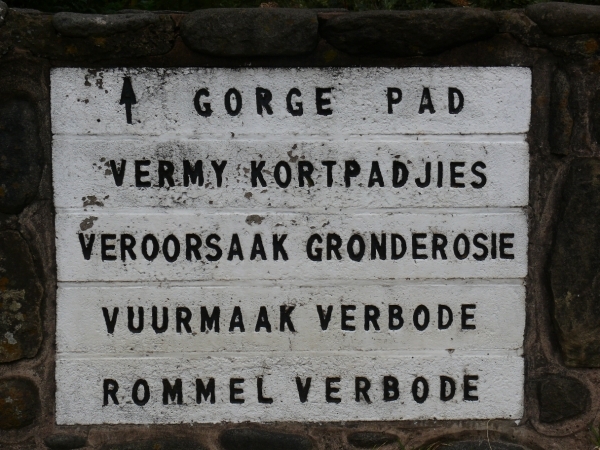 GORGE PAD
VERMY KORTPADJIES
VEROORSAAK GRONDEROSIE
VUURMAAK VERBODE
ROMMEL VERBODE